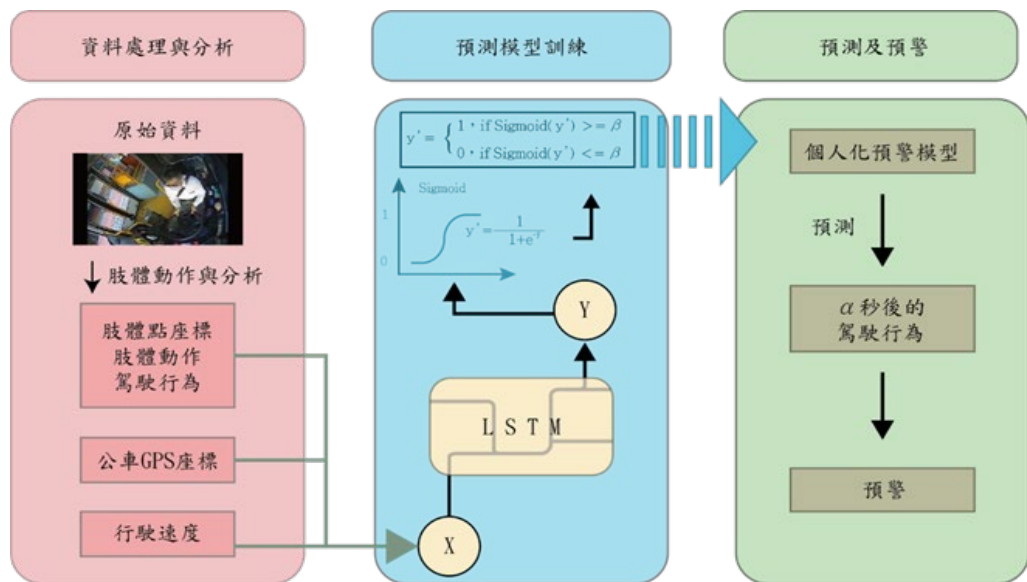 資料處理與分析
預測模型訓練
預測及預警
原始資料
肢體動作與分析
肢體點座標
肢體動作
駕駛行為
公車GPS座標
行駛速度
y' = { 1，if Sigmoid(y') >= β
0，if Sigmoid(y') <= β
Sigmoid
1
0
y'= 1/1+e⁻ʸ
Y
LSTM
X
個人化預警模型
預測
α秒後的
駕駛行為
預警